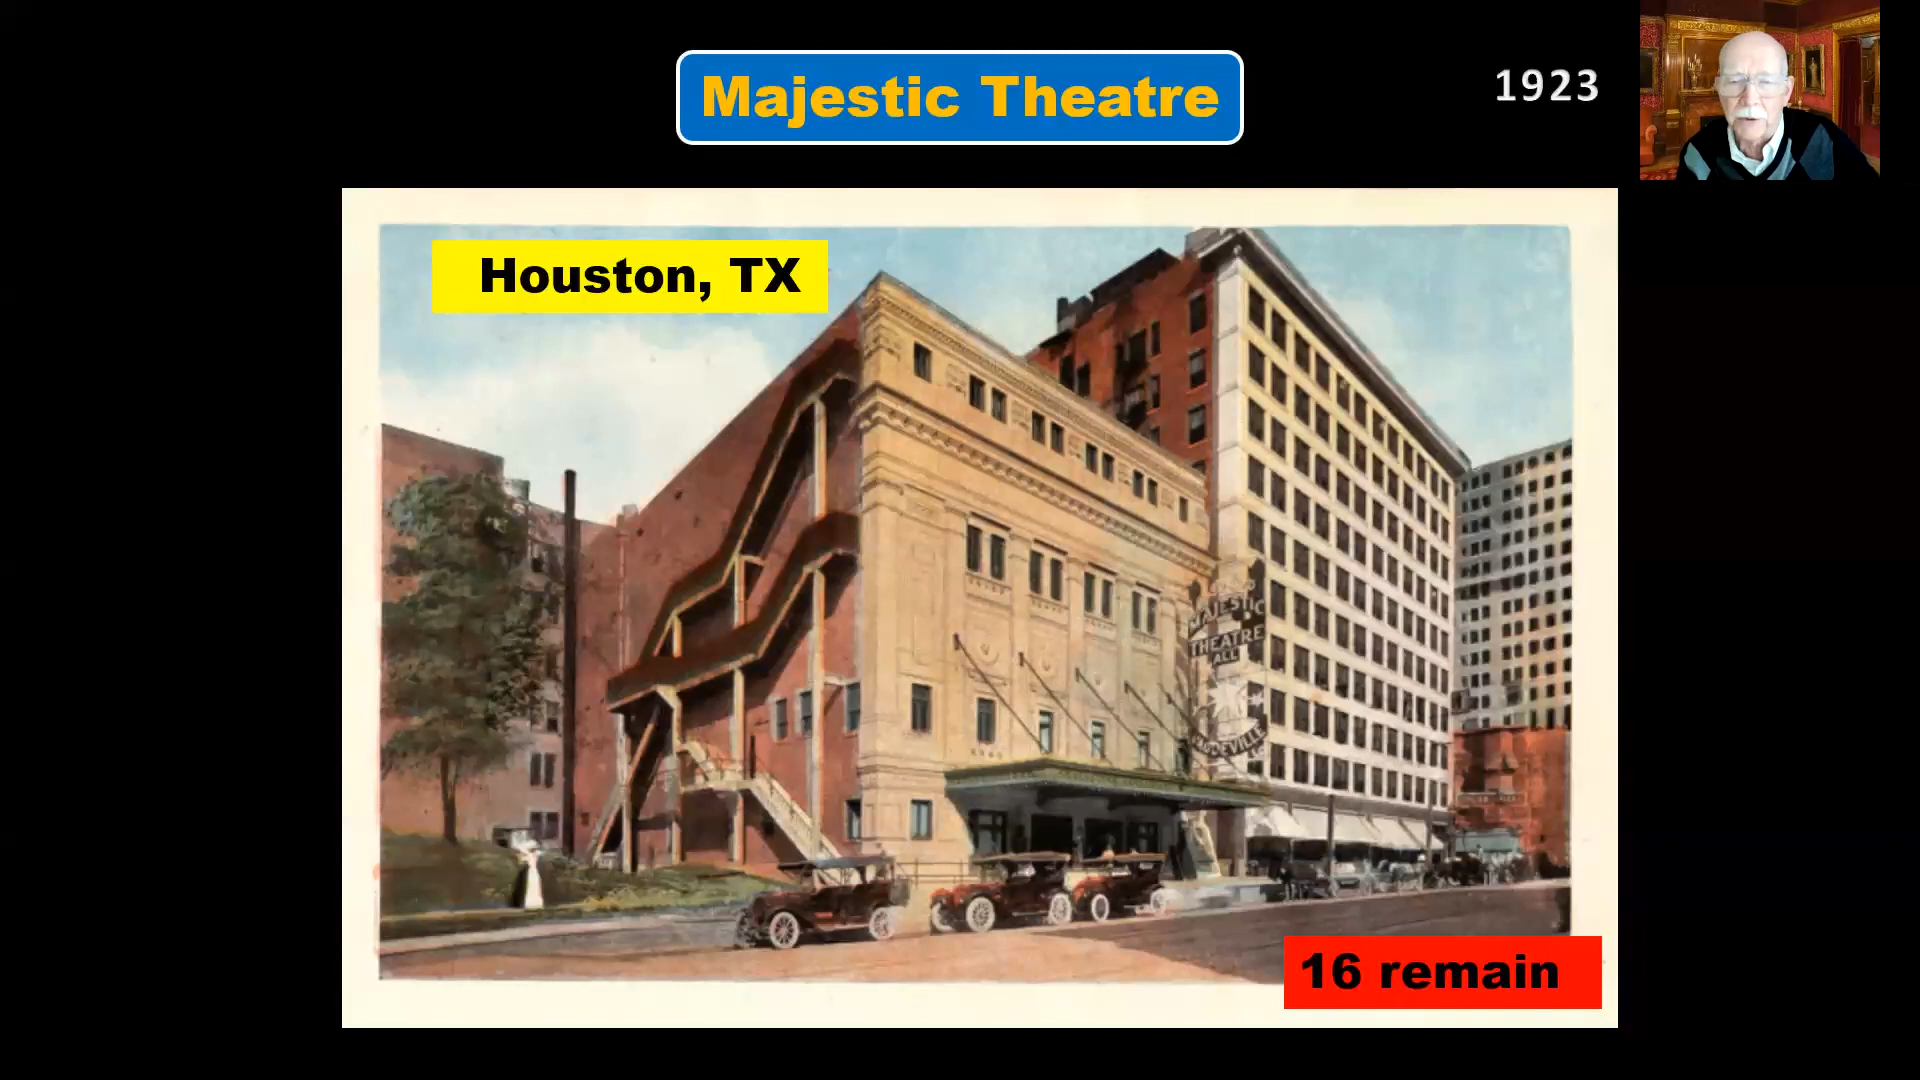 Majestic Theatre
1923
Houston, TX
MAJESTIC
THEATRE
ALL
VAUDEVILLE
16 remain